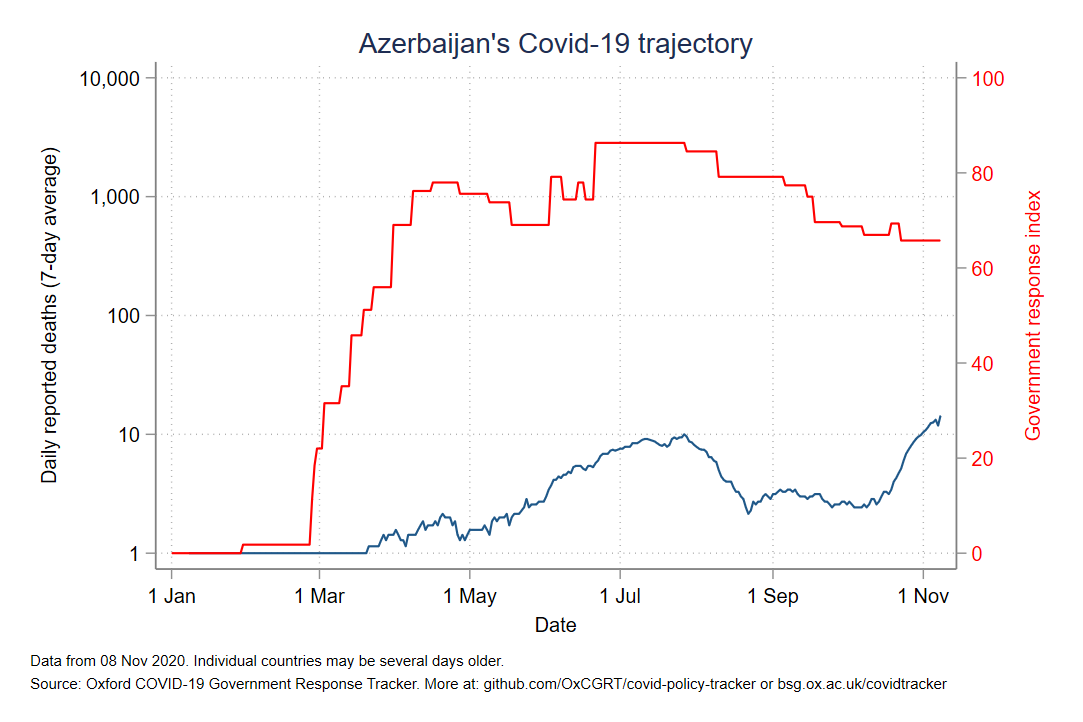 Azerbaijan's Covid-19 trajectory
10,000
1,000
100
10
1
Daily reported deaths (7-day average)
100
80
60
40
20
0
Government response index
1 Jan
1 Mar
1 May
1 Jul
1 Sep
1 Nov
Date
Data from 08 Nov 2020. Individual countries may be several days older.
Source: Oxford COVID-19 Government Response Tracker. More at: github.com/OxCGRT/covid-policy-tracker or bsg.ox.ac.uk/covidtracker